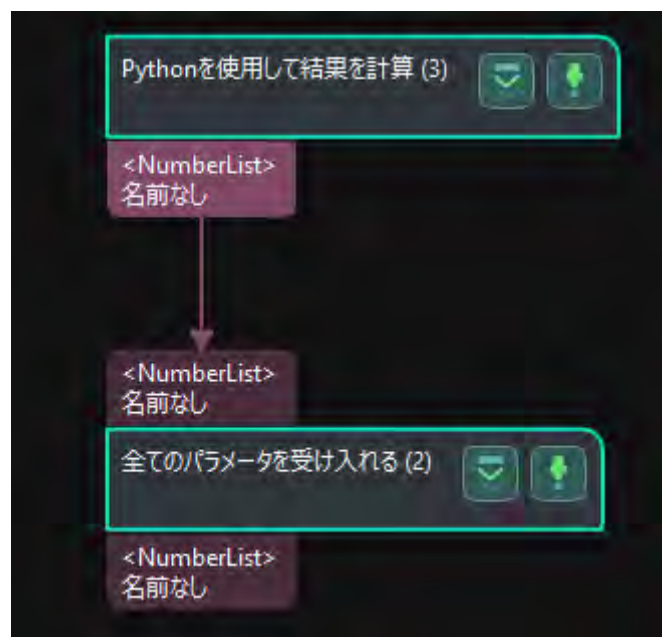 Pythonを使用して結果を計算 (3)
<NumberList>
名前なし
<NumberList>
名前なし
全てのパラメータを受け入れる (2)
<NumberList>
名前なし